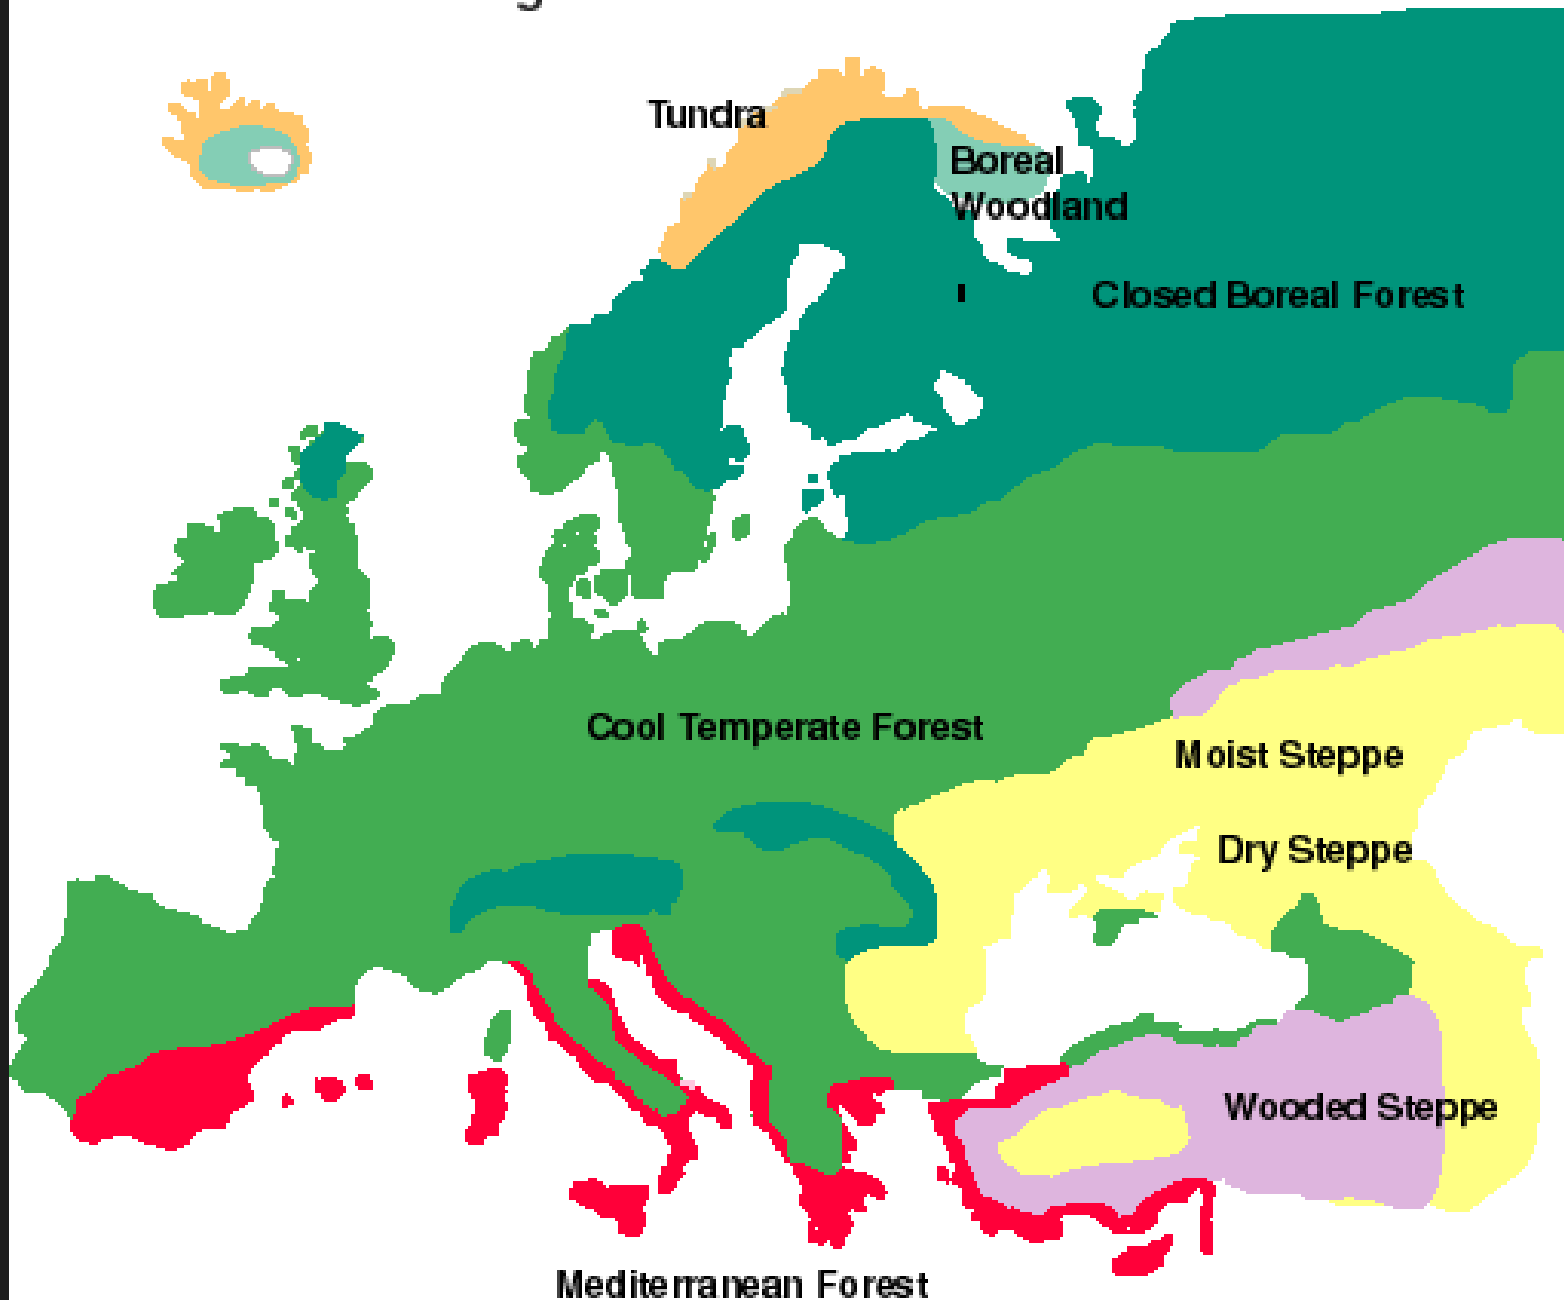 Tundra
Boreal
Woodland
Closed Boreal Forest
Cool Temperate Forest
Moist Steppe
Dry Steppe
Wooded Steppe
Mediterranean Forest